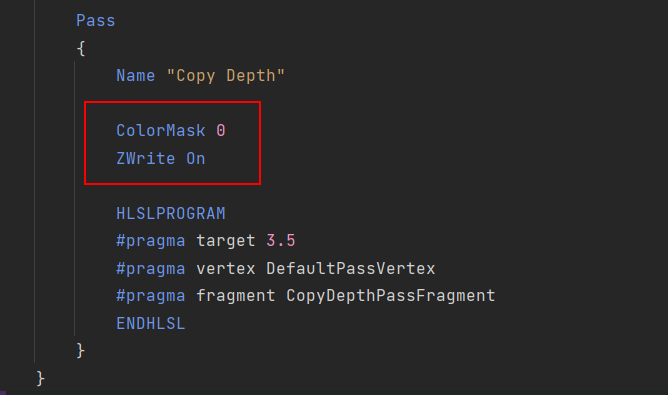 Pass
{
Name "Copy Depth"
ColorMask 0
ZWrite On
HLSLPROGRAM
#pragma target 3.5
#pragma vertex DefaultPassVertex
#pragma fragment CopyDepthPassFragment
ENDHLSL
}
}